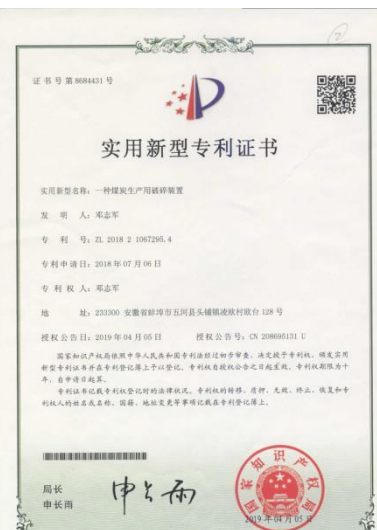 2
证书号第8684431号
实用新型专利证书
实用新型名称：一种煤炭生产用破碎装置
发 明 人：邓志军
专 利 号：ZL 2018 2 1067295.4
专利申请日：2018年07月06日
专 利 权 人：邓志军
地 址：233300 安徽省蚌埠市五河县头铺镇凌欣村欣台128号
授权公告日：2019年04月05日 授权公告号：CN 208695131 U
国家知识产权局依照中华人民共和国专利法经过初步审查，决定授予专利权，颁发实用
新型专利证书并在专利登记簿上予以登记。专利权自授权公告之日起生效。专利权期限为十
年，自申请日起算。
专利证书记载专利权登记时的法律状况。专利权的转移、质押、无效、终止、恢复和专
利权人的姓名或名称、国籍、地址变更等事项记载在专利登记簿上。
局长
申长雨
申长雨
国家知识产权局
2019年04月05日